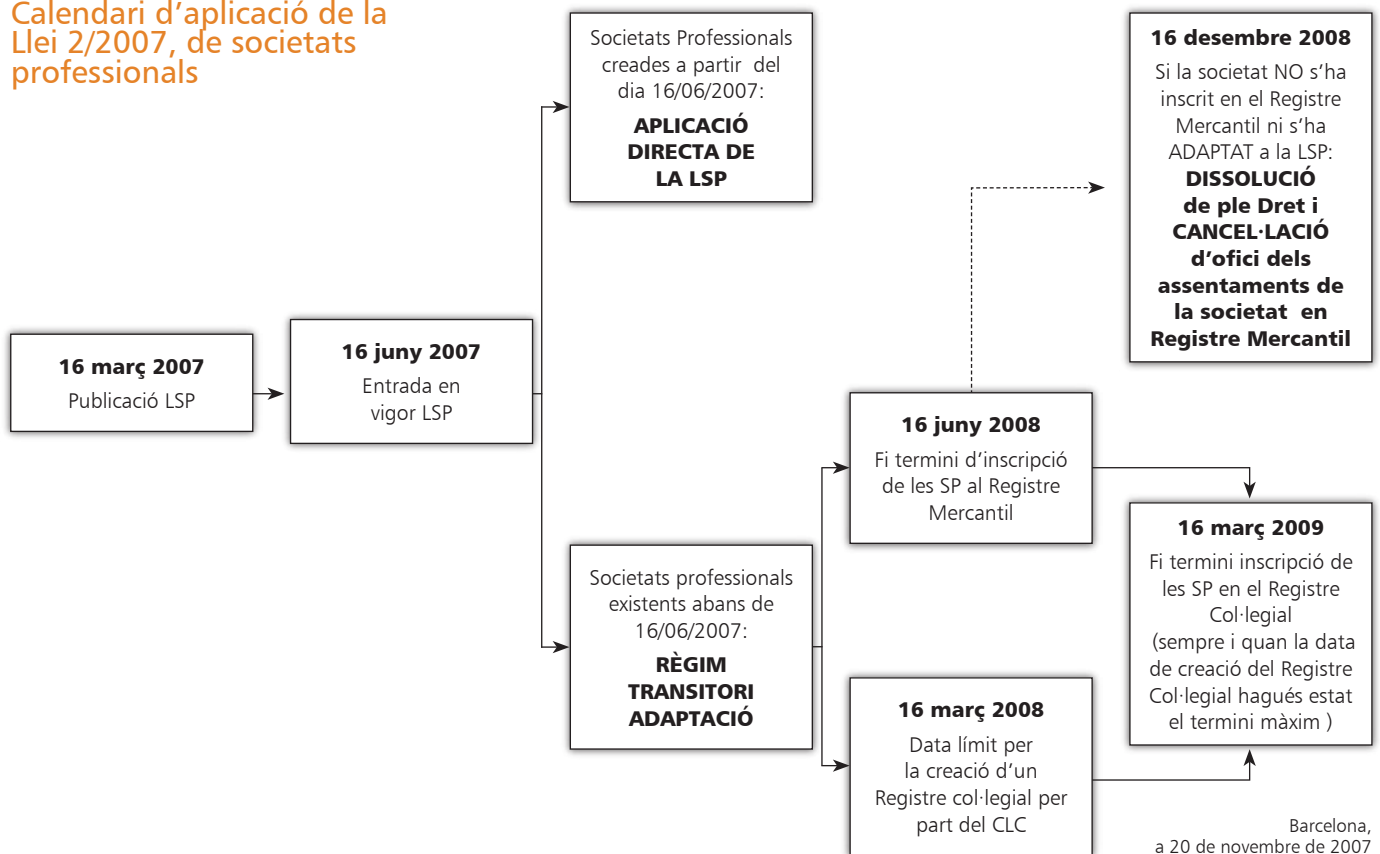 Calendari d'aplicació de la
Llei 2/2007, de societats
professionals
16 març 2007
Publicació LSP
16 juny 2007
Entrada en
vigor LSP
Societats Professionals
creades a partir del
dia 16/06/2007:
APLICACIÓ
DIRECTA DE
LA LSP
Societats professionals
existents abans de
16/06/2007:
RÈGIM
TRANSITORI
ADAPTACIÓ
16 juny 2008
Fi termini d'inscripció
de les SP al Registre
Mercantil
16 març 2008
Data límit per
la creació d'un
Registre col·legial per
part del CLC
16 desembre 2008
Si la societat NO s'ha
inscrit en el Registre
Mercantil ni s'ha
ADAPTAT a la LSP:
DISSOLUCIÓ
de ple Dret i
CANCEL·LACIÓ
d'ofici dels
assentaments de
la societat en
Registre Mercantil
16 març 2009
Fi termini inscripció de
les SP en el Registre
Col·legial
(sempre i quan la data
de creació del Registre
Col·legial hagués estat
el termini màxim )
Barcelona,
a 20 de novembre de 2007